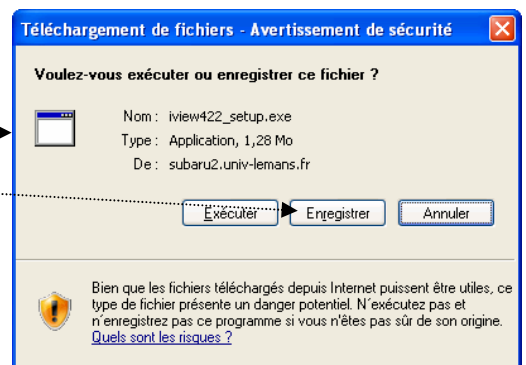 Téléchargement de fichiers - Avertissement de sécurité
Voulez-vous exécuter ou enregistrer ce fichier ?
Nom : iview422_setup.exe
Type : Application, 1,28 Mo
De : subaru2.univ-lemans.fr
Exécuter Enregistrer Annuler
Bien que les fichiers téléchargés depuis Internet puissent être utiles, ce
type de fichier présente un danger potentiel. N´exécutez pas et
n´enregistrez pas ce programme si vous n'êtes pas sûr de son origine.
Quels sont les risques ?